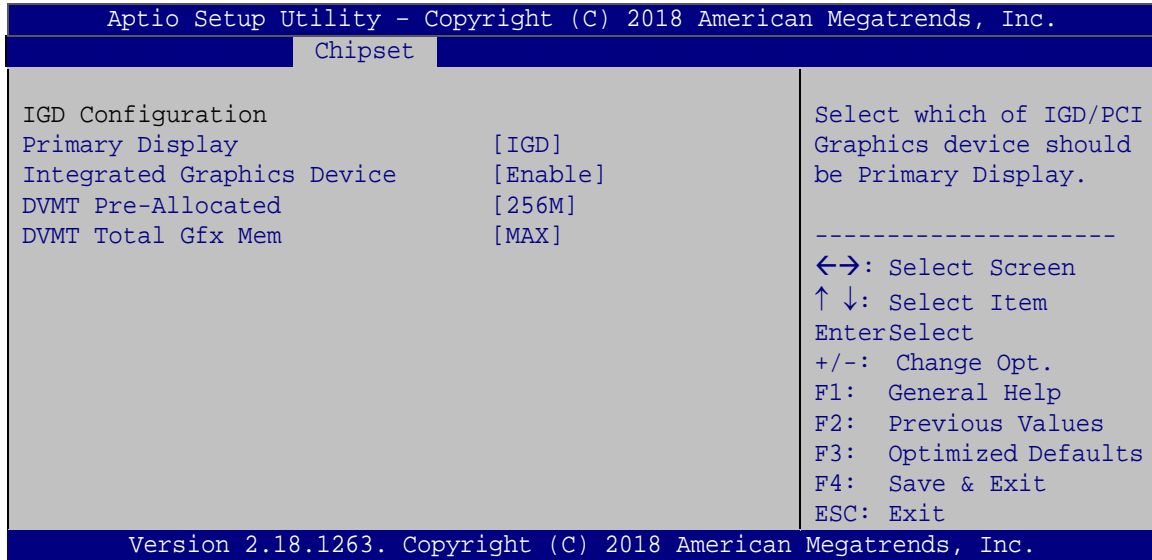 Aptio Setup Utility – Copyright (C) 2018 American Megatrends, Inc.
Chipset
IGD Configuration
Primary Display [IGD]
Integrated Graphics Device [Enable]
DVMT Pre-Allocated [256M]
DVMT Total Gfx Mem [MAX]
Select which of IGD/PCI
Graphics device should
be Primary Display.
---------------------
←→: Select Screen
↑ ↓: Select Item
EnterSelect
+/-: Change Opt.
F1: General Help
F2: Previous Values
F3: Optimized Defaults
F4: Save & Exit
ESC: Exit
Version 2.18.1263. Copyright (C) 2018 American Megatrends, Inc.